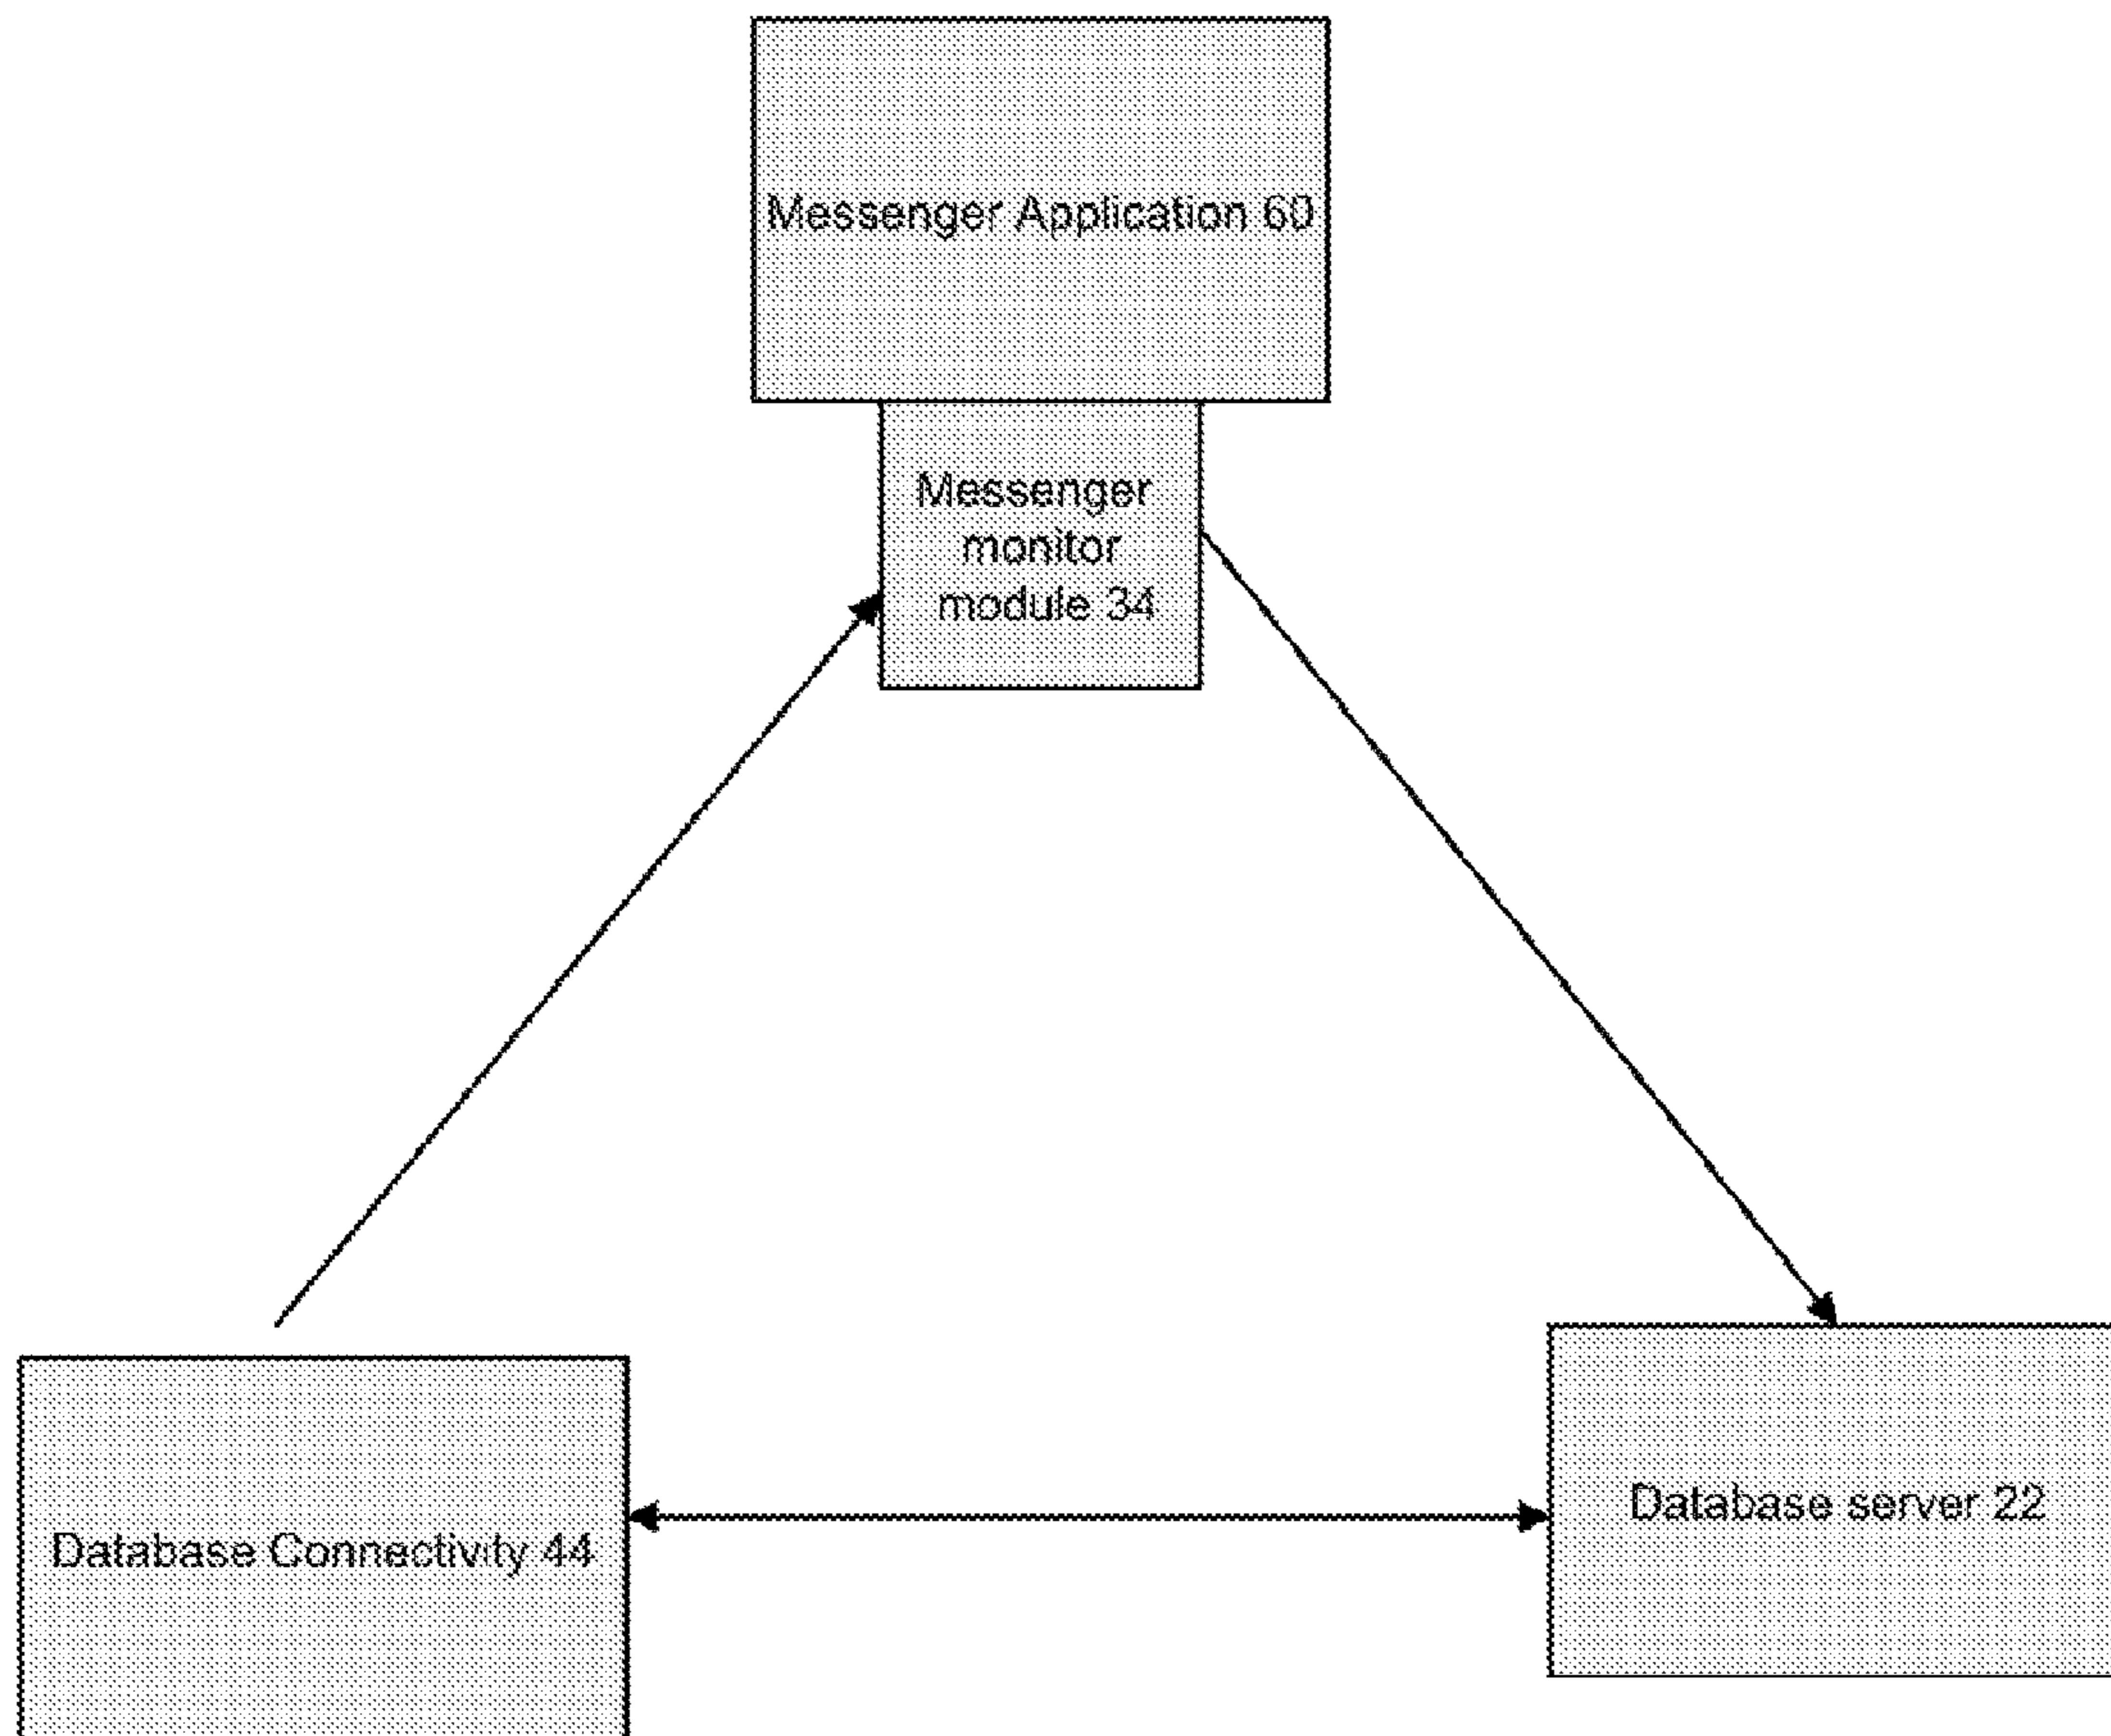 Messenger Application 60
Messenger
monitor
module 34
Database Connectivity 44
Database server 22